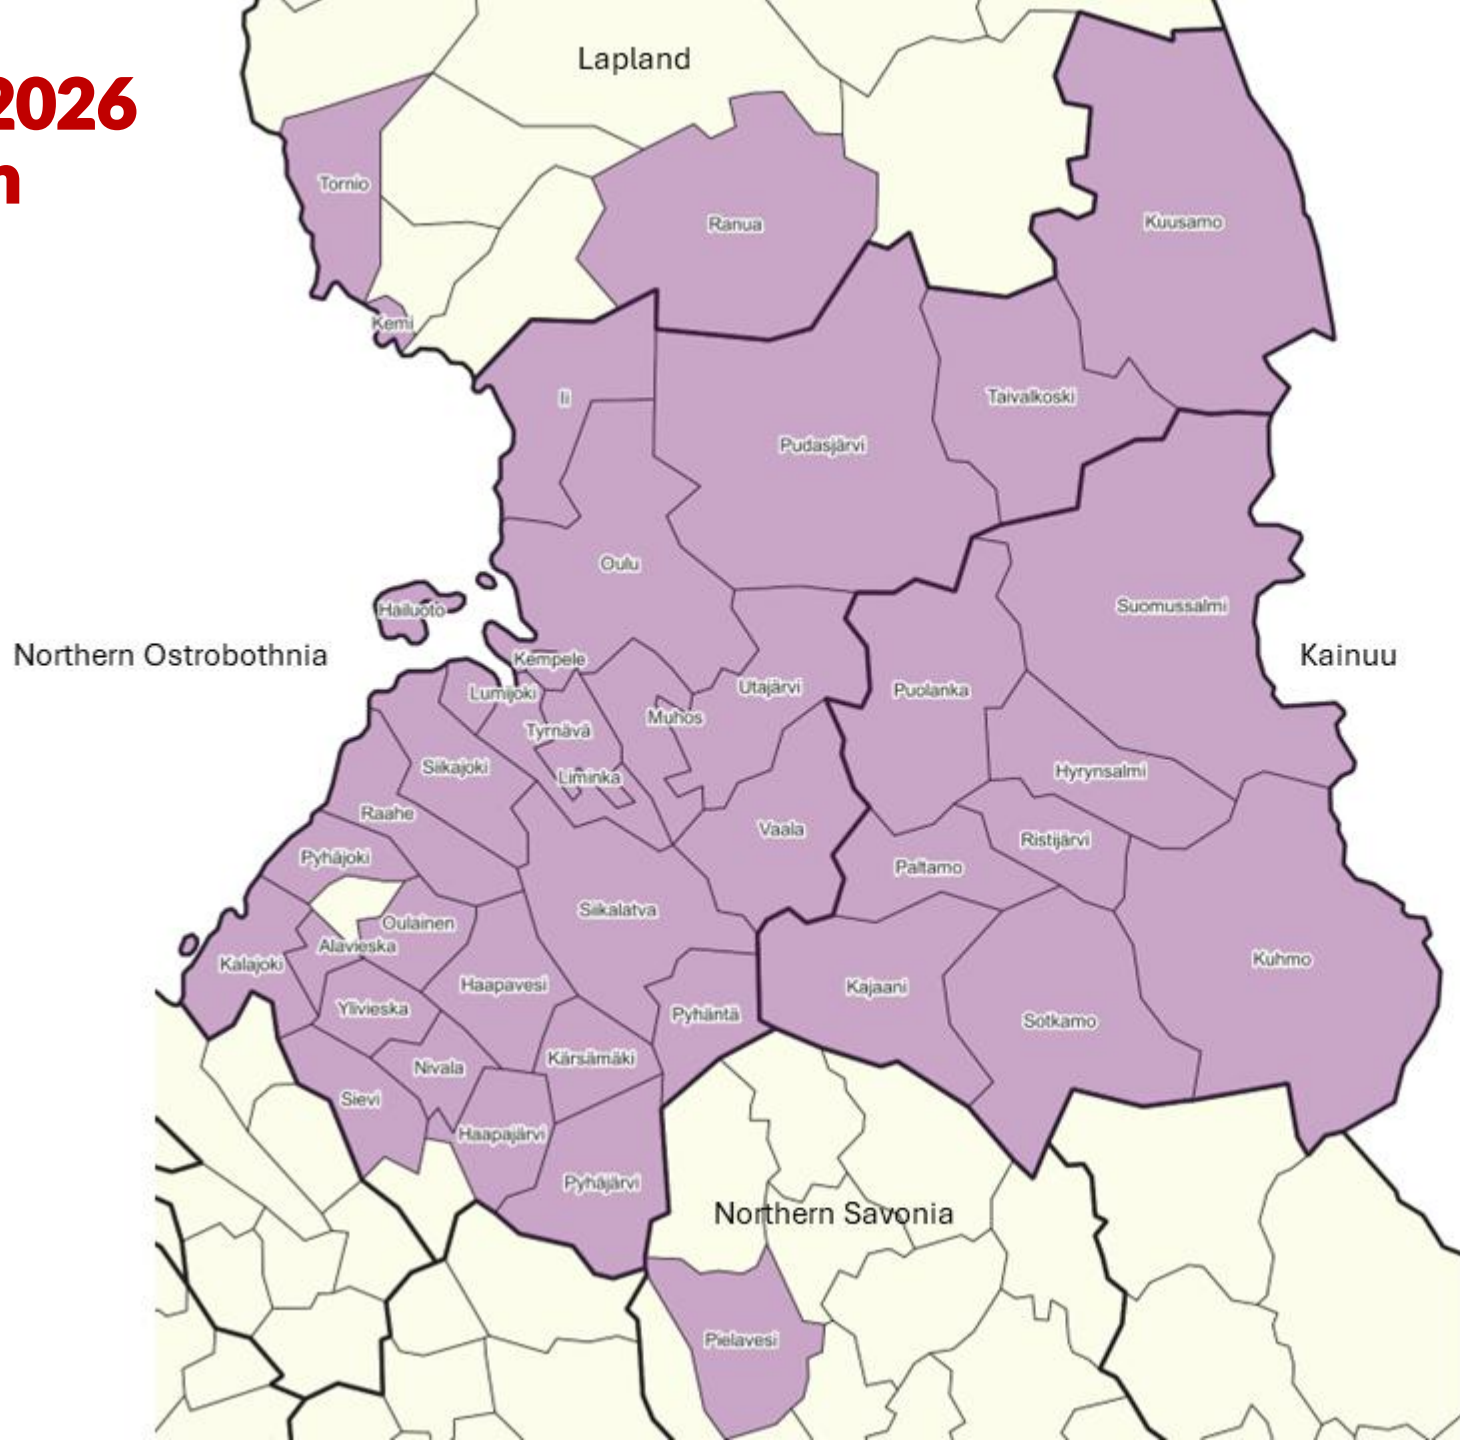 Lapland
2026
n
Tornio
Ranua
Kuusamo
Kemi
Ii
Taivalkoski
Pudasjärvi
Oulu
Hailuoto
Suomussalmi
Northern Ostrobothnia
Kainuu
Kempele
Lumijoki
Utajärvi
Puolanka
Muhos
Tyrnävä
Siikajoki
Liminka
Hyrynsalmi
Raahe
Vaala
Ristijärvi
Pyhäjoki
Paltamo
Siikalatva
Oulainen
Alavieska
Kalajoki
Kuhmo
Haapavesi
Kajaani
Ylivieska
Pyhäntä
Sotkamo
Kärsämäki
Nivala
Sievi
Haapajärvi
Pyhäjärvi
Northern Savonia
Pielavesi